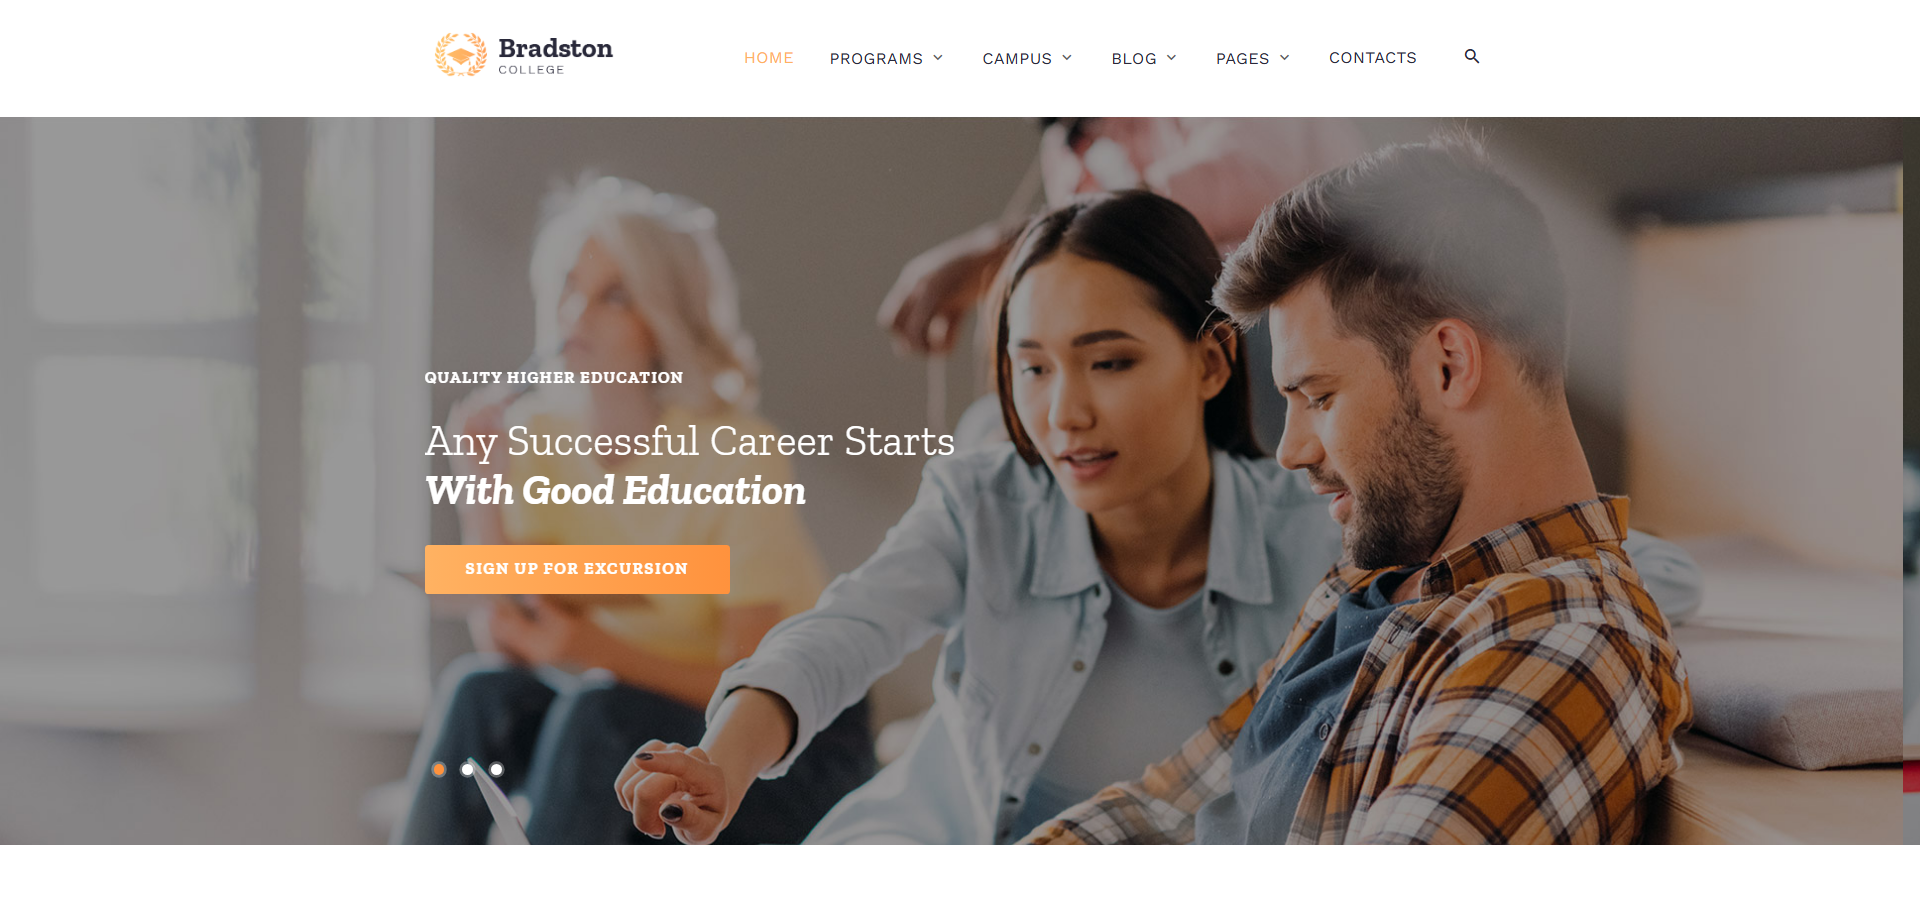 Bradston
COLLEGE
HOME PROGRAMS CAMPUS BLOG PAGES CONTACTS
QUALITY HIGHER EDUCATION
Any Successful Career Starts
With Good Education
SIGN UP FOR EXCURSION